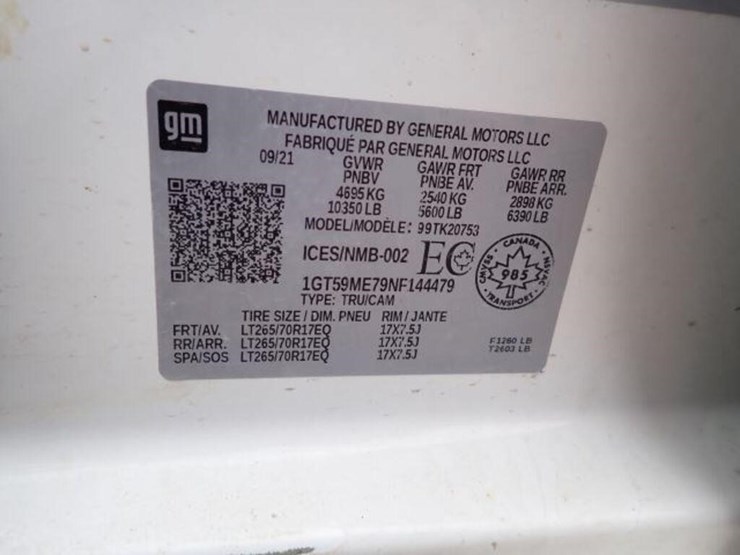 gm
MANUFACTURED BY GENERAL MOTORS LLC
FABRIQUÉ PAR GENERAL MOTORS LLC
09/21 GVWR GAWR FRT GAWR RR
PNBV PNBE AV. PNBE ARR.
4695 KG 2540 KG 2898 KG
10350 LB 5600 LB 6390 LB
MODEL/MODÈLE: 99TK20753
ICES/NMB-002 EC
CANADA
CMVSS 985 NSVAC
TRANSPORT
1GT59ME79NF144479
TYPE: TRU/CAM
TIRE SIZE / DIM. PNEU RIM / JANTE
FRT/AV. LT265/70R17EQ 17X7.5J
RR/ARR. LT265/70R17EQ 17X7.5J F1260 LB
SPA/SOS LT265/70R17EQ 17X7.5J T2603 LB